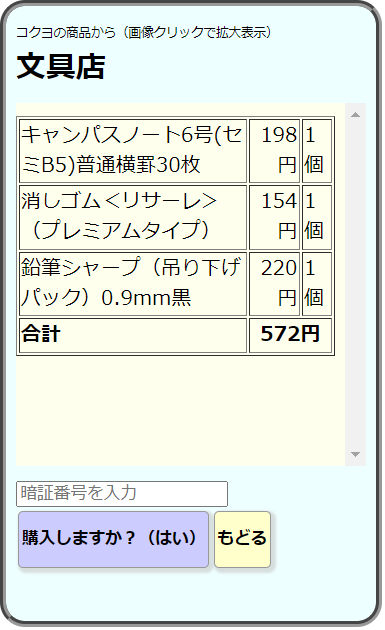 コクヨの商品から（画像クリックで拡大表示）
文具店
キャンパスノート6号(セ 198 1
ミB5)普通横罫30枚 円 個
消しゴム＜リサーレ＞ 154 1
（プレミアムタイプ） 円 個
鉛筆シャープ（吊り下げ 220 1
パック）0.9mm黒 円 個
合計 572円
暗証番号を入力
購入しますか？（はい） もどる